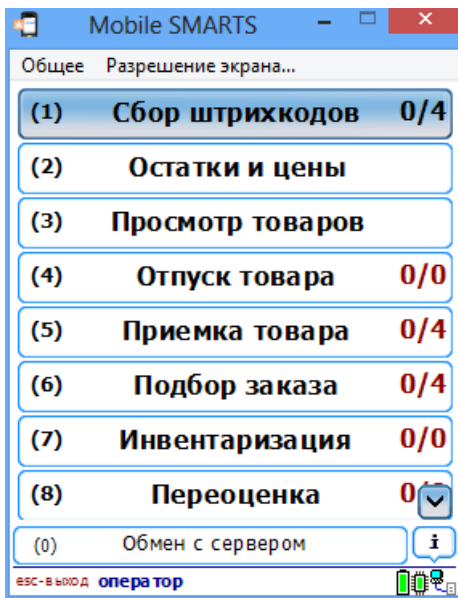 Mobile SMARTS
Общее Разрешение экрана...
(1) Сбор штрихкодов 0/4
(2) Остатки и цены
(3) Просмотр товаров
(4) Отпуск товара 0/0
(5) Приемка товара 0/4
(6) Подбор заказа 0/4
(7) Инвентаризация 0/0
(8) Переоценка
(0) Обмен с сервером i
esc-выход оператор